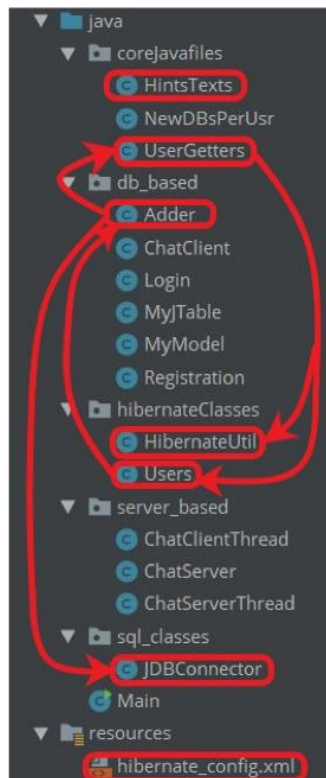 java
coreJavafiles
HintsTexts
NewDBsPerUsr
UserGetters
db_based
Adder
ChatClient
Login
MyJTable
MyModel
Registration
hibernateClasses
HibernateUtil
Users
server_based
ChatClientThread
ChatServer
ChatServerThread
sql_classes
JDBConnector
Main
resources
hibernate_config.xml